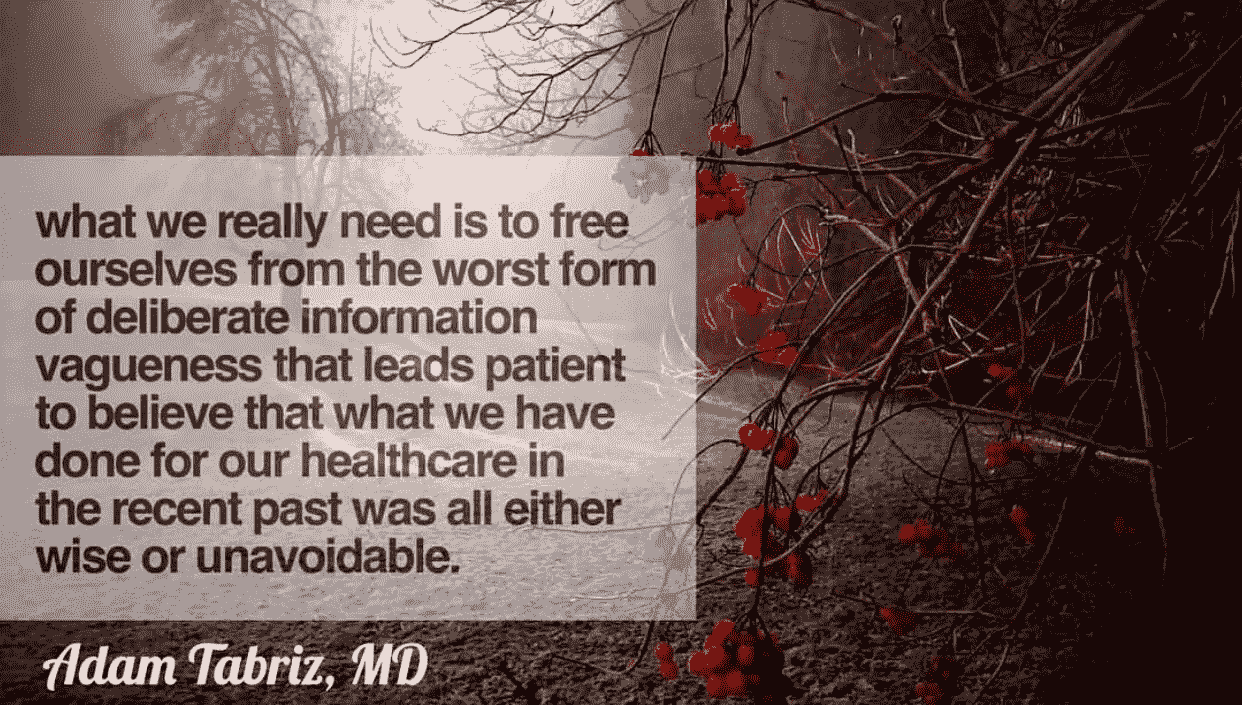 what we really need is to free
ourselves from the worst form
of deliberate information
vagueness that leads patient
to believe that what we have
done for our healthcare in
the recent past was all either
wise or unavoidable.
Adam Tabriz, MD